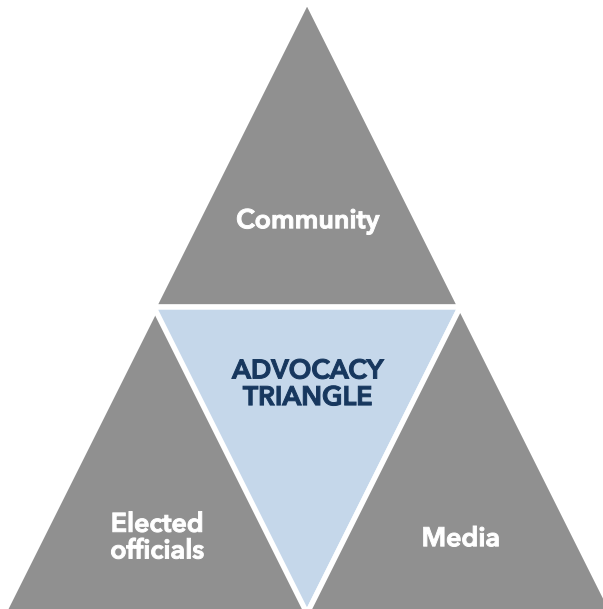 Community
ADVOCACY
TRIANGLE
Elected
officials
Media